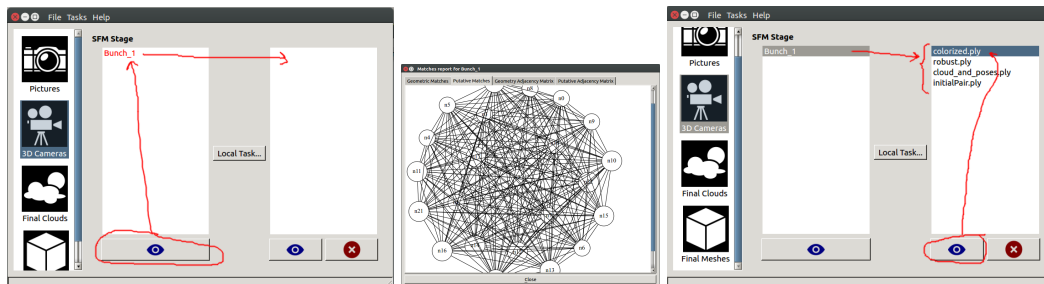 File Tasks Help
SFM Stage
Bunch_1
Pictures
3D Cameras
Local Task...
Final Clouds
Matches report for Bunch_1
Geometric Matches Putative Matches Geometry Adjacency Matrix Putative Adjacency Matrix
n8
n5
n0
n9
n4
n10
n11
n21
n15
n16
n6
n13
Close
File Tasks Help
SFM Stage
Bunch_1
colorized.ply
robust.ply
cloud_and_poses.ply
initialPair.ply
Pictures
3D Cameras
Local Task...
Final Clouds
Final Meshes